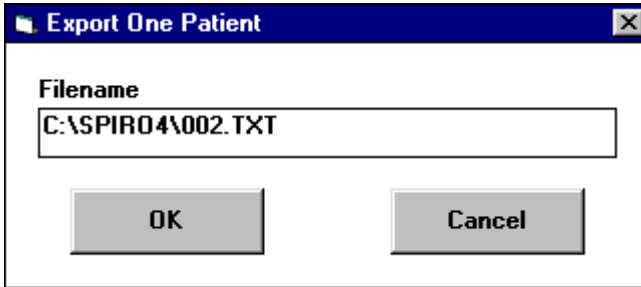 Export One Patient
Filename
C:\SPIRO4\002.TXT
OK
Cancel